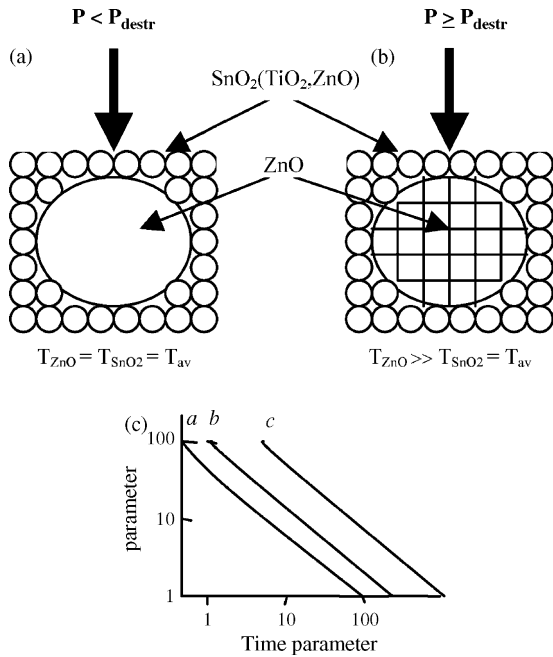 P < P_destr
P ≥ P_destr
(a)
(b)
SnO₂(TiO₂,ZnO)
ZnO
T_ZnO = T_SnO2 = T_av
T_ZnO >> T_SnO2 = T_av
(c)
a b c
100
10
1
parameter
1 10 100
Time parameter